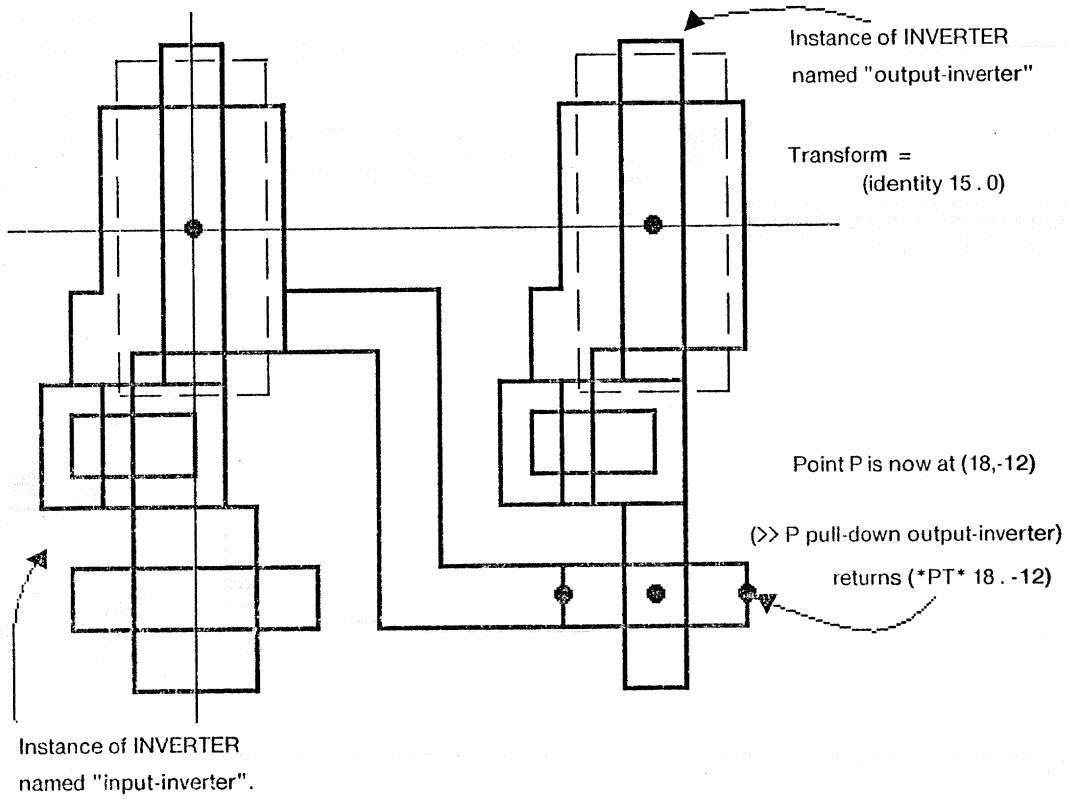 Instance of INVERTER
named "output-inverter"
Transform =
(identity 15 . 0)
Point P is now at (18,-12)
(>> P pull-down output-inverter)
returns (*PT* 18 . -12)
Instance of INVERTER
named "input-inverter".